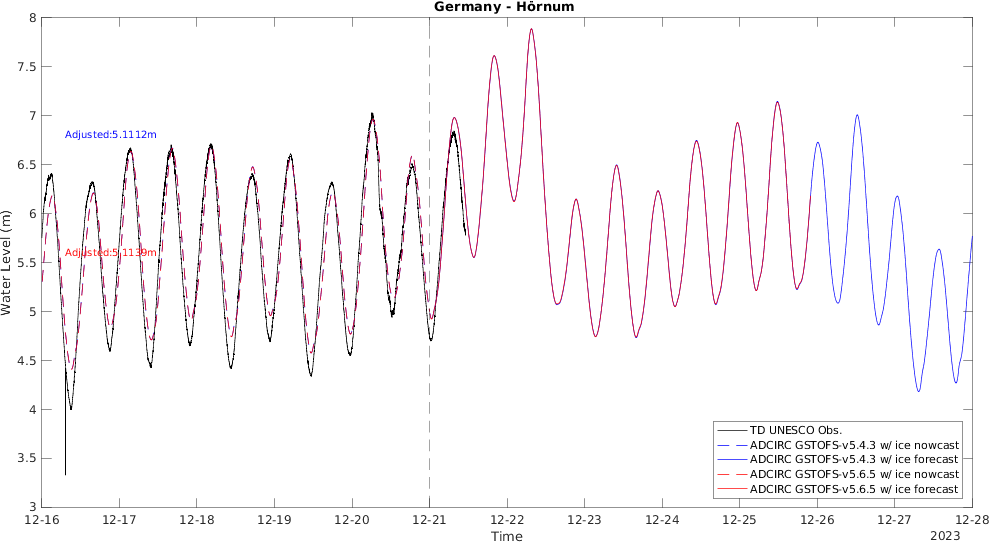 Germany - Hörnum
Water Level (m)
8
7.5
7
6.5
6
5.5
5
4.5
4
3.5
3
Adjusted:5.1112m
Adjusted:5.1139m
TD UNESCO Obs.
ADCIRC GSTOFS-v5.4.3 w/ ice nowcast
ADCIRC GSTOFS-v5.4.3 w/ ice forecast
ADCIRC GSTOFS-v5.6.5 w/ ice nowcast
ADCIRC GSTOFS-v5.6.5 w/ ice forecast
12-16 12-17 12-18 12-19 12-20 12-21 12-22 12-23 12-24 12-25 12-26 12-27 12-28
Time
2023